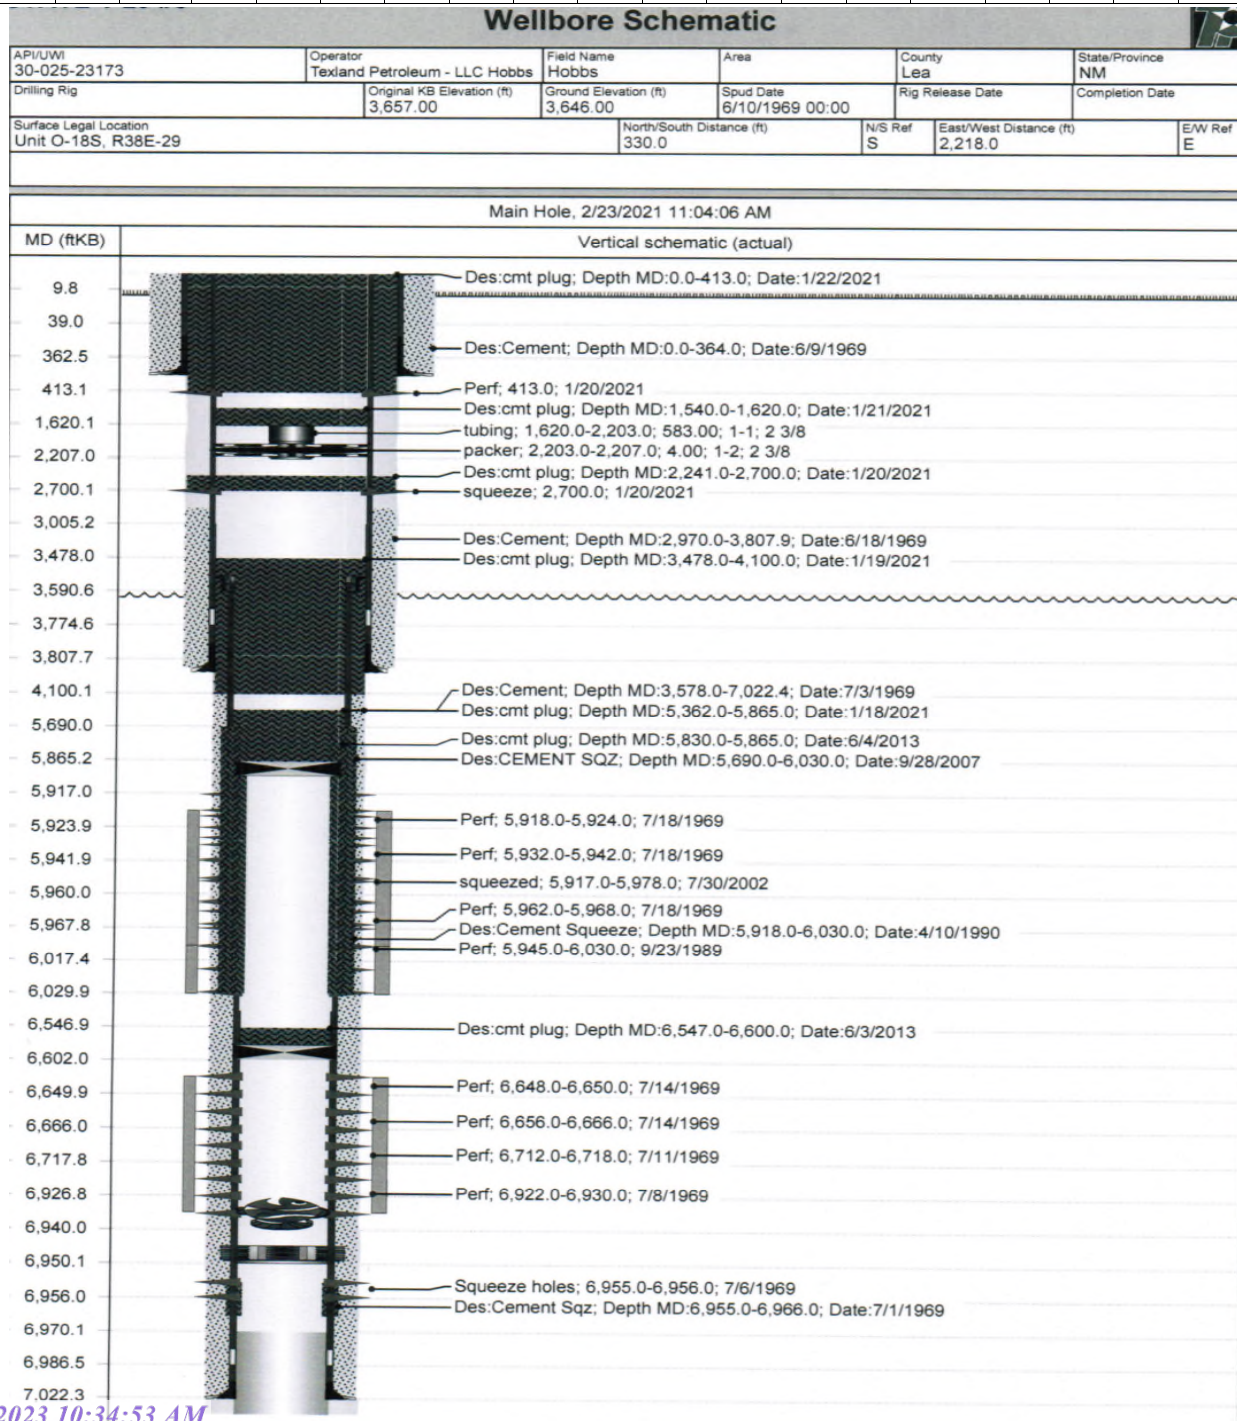 Wellbore Schematic
API/UWI Operator Field Name Area County State/Province
30-025-23173 Texland Petroleum - LLC Hobbs Hobbs Lea NM
Drilling Rig Original KB Elevation (ft) Ground Elevation (ft) Spud Date Rig Release Date Completion Date
3,657.00 3,646.00 6/10/1969 00:00
Surface Legal Location North/South Distance (ft) N/S Ref East/West Distance (ft) E/W Ref
Unit O-18S, R38E-29 330.0 S 2,218.0 E
Main Hole, 2/23/2021 11:04:06 AM
MD (ftKB) Vertical schematic (actual)
Des:cmt plug; Depth MD:0.0-413.0; Date:1/22/2021
9.8
39.0
Des:Cement; Depth MD:0.0-364.0; Date:6/9/1969
362.5
413.1 Perf; 413.0; 1/20/2021
Des:cmt plug; Depth MD:1,540.0-1,620.0; Date:1/21/2021
1,620.1
tubing; 1,620.0-2,203.0; 583.00; 1-1; 2 3/8
packer; 2,203.0-2,207.0; 4.00; 1-2; 2 3/8
2,207.0
Des:cmt plug; Depth MD:2,241.0-2,700.0; Date:1/20/2021
2,700.1 squeeze; 2,700.0; 1/20/2021
3,005.2
Des:Cement; Depth MD:2,970.0-3,807.9; Date:6/18/1969
3,478.0 Des:cmt plug; Depth MD:3,478.0-4,100.0; Date:1/19/2021
3,590.6
3,774.6
3,807.7
4,100.1 Des:Cement; Depth MD:3,578.0-7,022.4; Date:7/3/1969
Des:cmt plug; Depth MD:5,362.0-5,865.0; Date:1/18/2021
5,690.0
Des:cmt plug; Depth MD:5,830.0-5,865.0; Date:6/4/2013
5,865.2 Des:CEMENT SQZ; Depth MD:5,690.0-6,030.0; Date:9/28/2007
5,917.0
5,923.9 Perf; 5,918.0-5,924.0; 7/18/1969
5,941.9 Perf; 5,932.0-5,942.0; 7/18/1969
squeezed; 5,917.0-5,978.0; 7/30/2002
5,960.0
Perf; 5,962.0-5,968.0; 7/18/1969
5,967.8 Des:Cement Squeeze; Depth MD:5,918.0-6,030.0; Date:4/10/1990
Perf; 5,945.0-6,030.0; 9/23/1989
6,017.4
6,029.9
6,546.9 Des:cmt plug; Depth MD:6,547.0-6,600.0; Date:6/3/2013
6,602.0
6,649.9 Perf; 6,648.0-6,650.0; 7/14/1969
6,666.0 Perf; 6,656.0-6,666.0; 7/14/1969
6,717.8 Perf; 6,712.0-6,718.0; 7/11/1969
6,926.8 Perf; 6,922.0-6,930.0; 7/8/1969
6,940.0
6,950.1
Squeeze holes; 6,955.0-6,956.0; 7/6/1969
6,956.0
Des:Cement Sqz; Depth MD:6,955.0-6,966.0; Date:7/1/1969
6,970.1
6,986.5
7,022.3
2023 10:34:53 AM